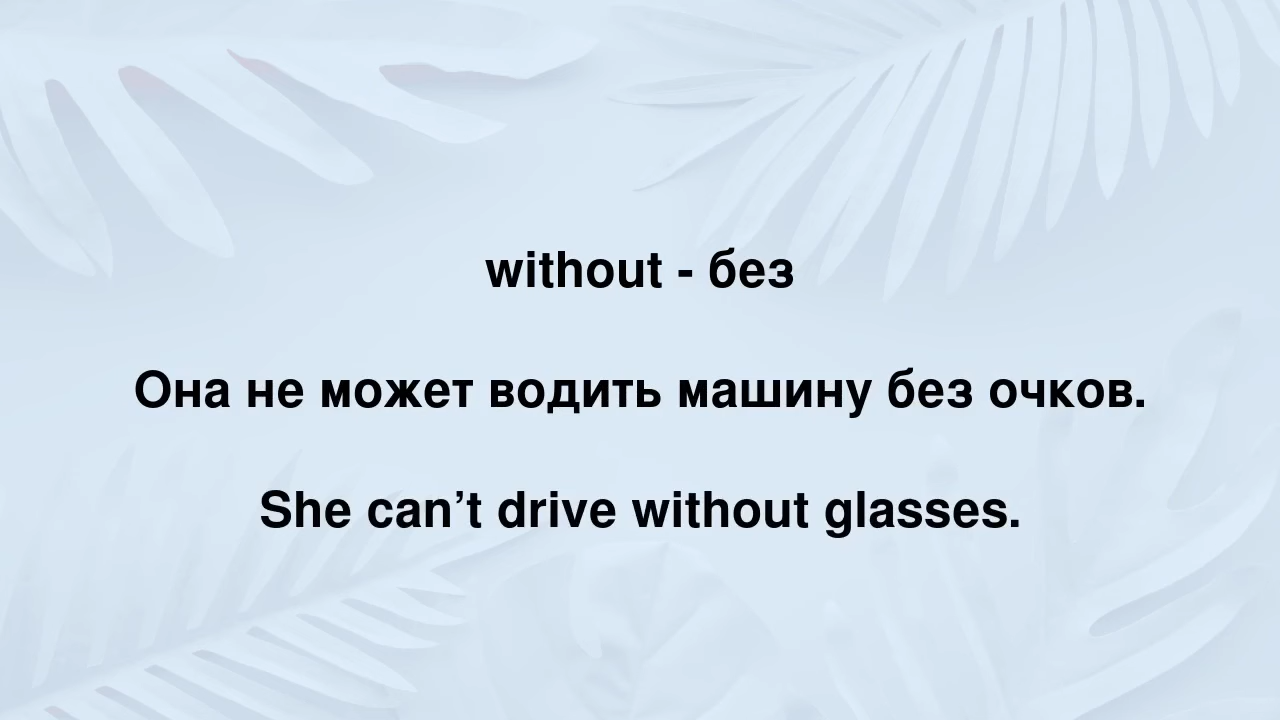 without - без
Она не может водить машину без очков.
She can’t drive without glasses.